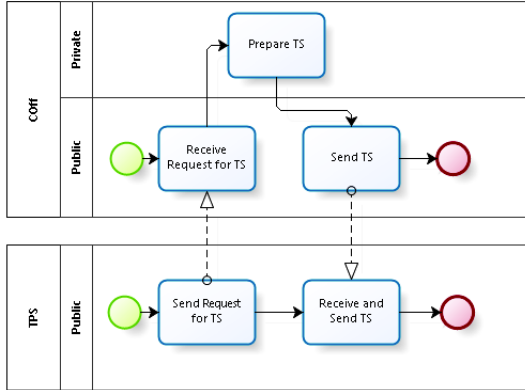 COff
Private
Prepare TS
Public
Receive
Request for TS
Send TS
TPS
Public
Send Request
for TS
Receive and
Send TS